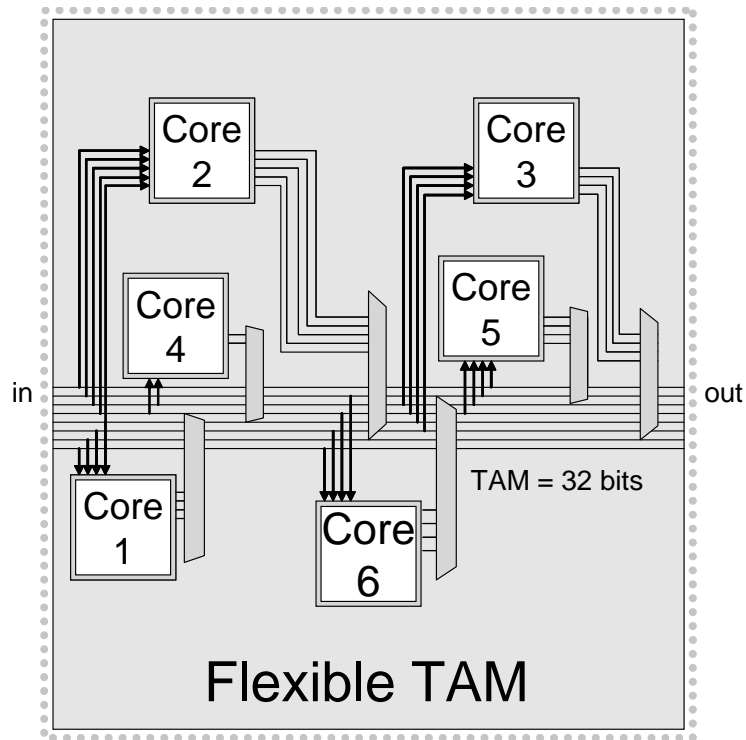 Core
2
Core
3
Core
4
Core
5
in
out
TAM = 32 bits
Core
1
Core
6
Flexible TAM